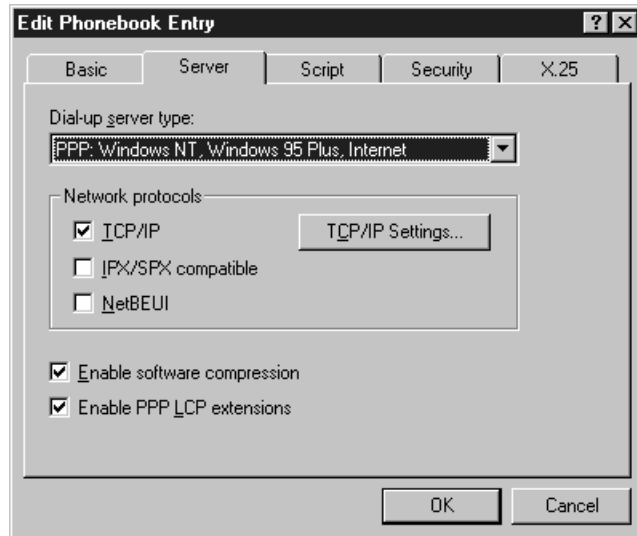 Edit Phonebook Entry
Basic Server Script Security X.25
Dial-up server type:
PPP: Windows NT, Windows 95 Plus, Internet
Network protocols
TCP/IP TCP/IP Settings...
IPX/SPX compatible
NetBEUI
Enable software compression
Enable PPP LCP extensions
OK Cancel